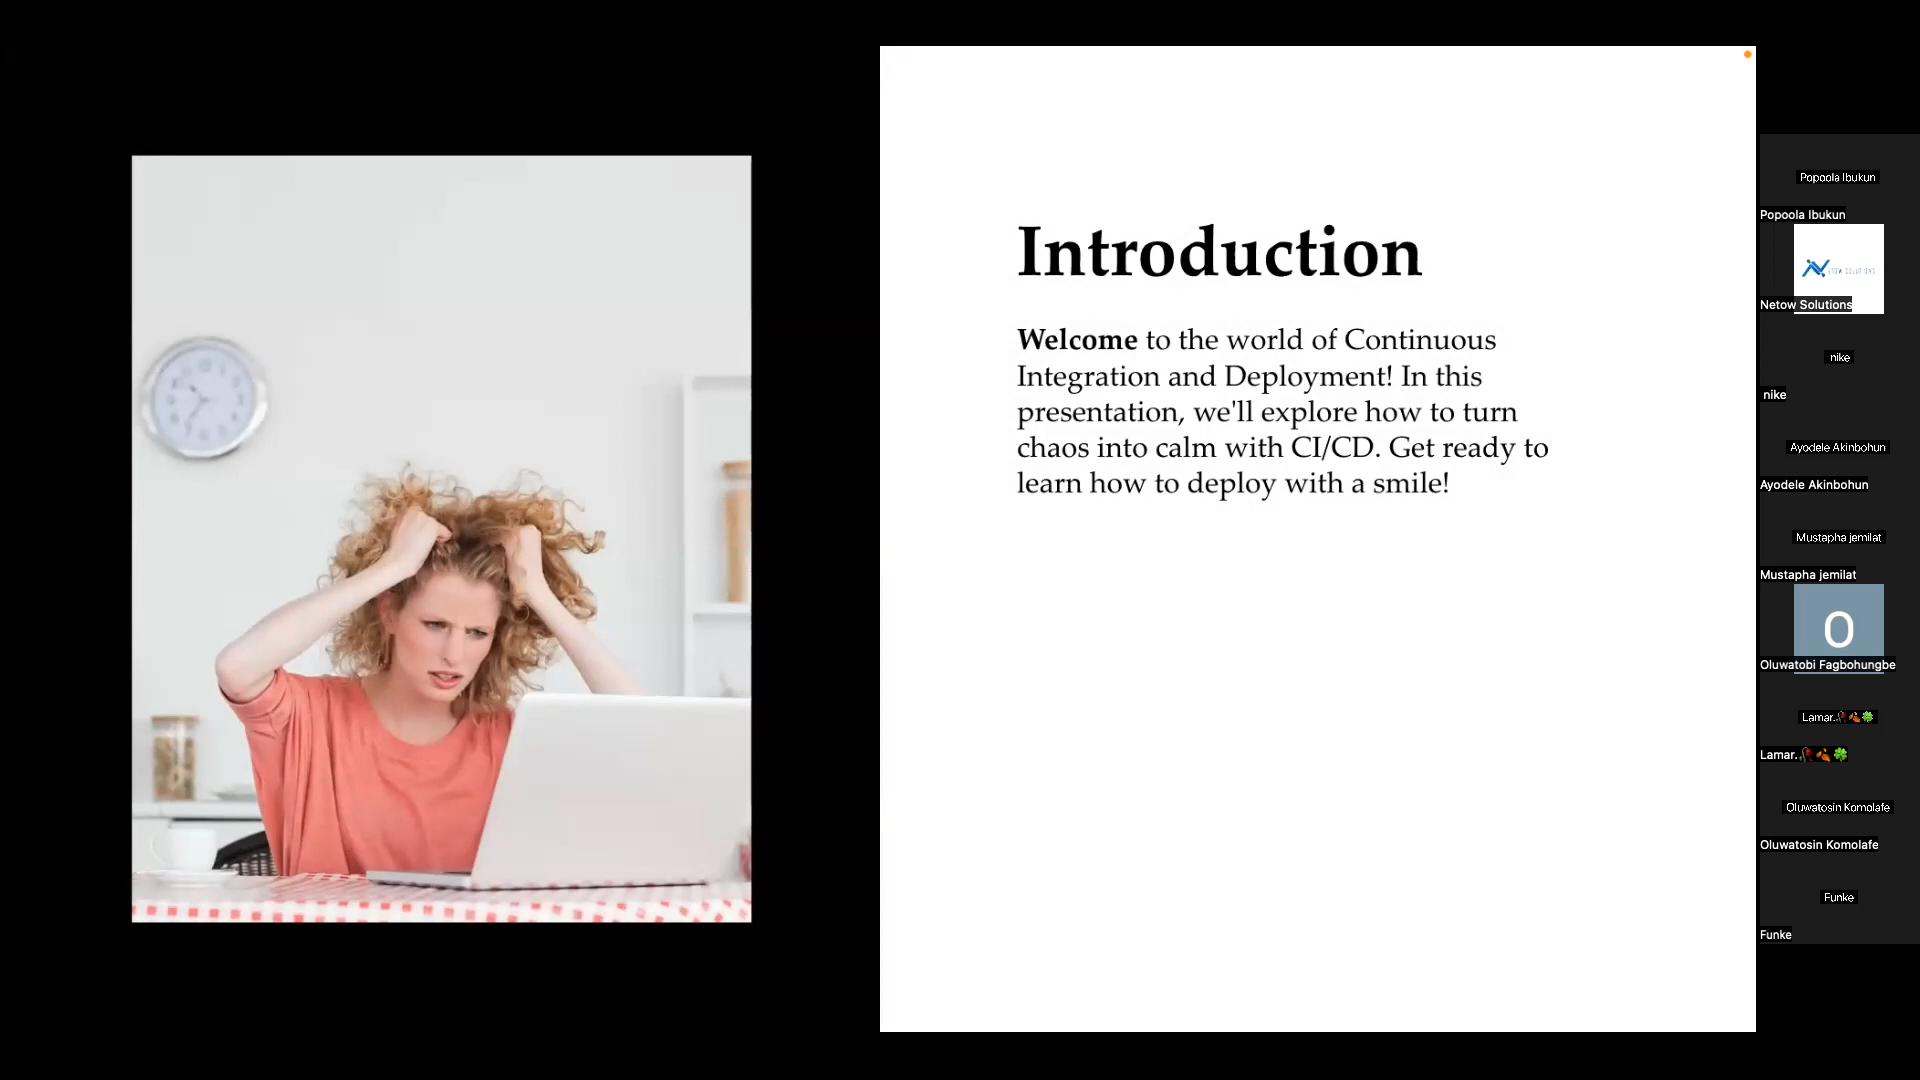 Introduction
Welcome to the world of Continuous
Integration and Deployment! In this
presentation, we'll explore how to turn
chaos into calm with CI/CD. Get ready to
learn how to deploy with a smile!
Popoola Ibukun
Popoola Ibukun
Netow Solutions
nike
nike
Ayodele Akinbohun
Ayodele Akinbohun
Mustapha jemilat
Mustapha jemilat
O
Oluwatobi Fagbohungbe
Lamar.🥀🍂🍀
Lamar.🥀🍂🍀
Oluwatosin Komolafe
Oluwatosin Komolafe
Funke
Funke